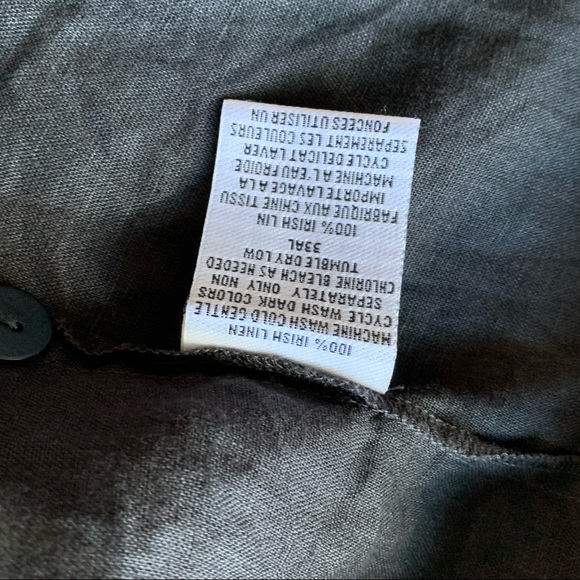 100% IRISH LINEN
MACHINE WASH COLD GENTLE
CYCLE WASH DARK COLORS
SEPARATELY ONLY NON
CHLORINE BLEACH AS NEEDED
TUMBLE DRY LOW
33AL
100% IRISH LIN
FABRIQUE AUX CHINE TISSU
IMPORTE LAVAGE A LA
MACHINE A L'EAU FROIDE
CYCLE DELICAT LAVER
SEPAREMENT LES COULEURS
FONCEES UTILISER UN